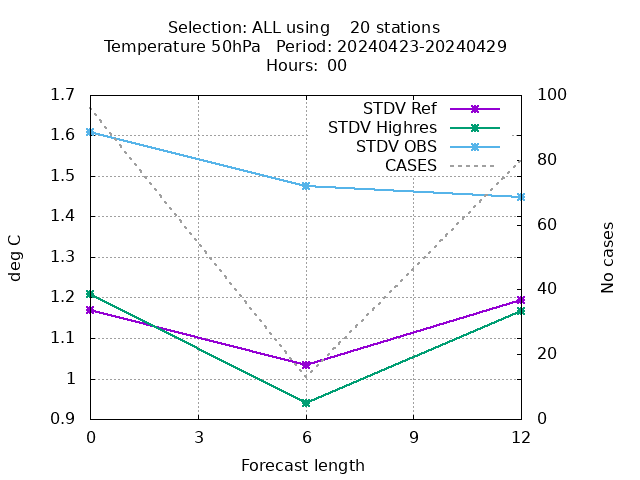 Selection: ALL using    20 stations
Temperature 50hPa   Period: 20240423-20240429
Hours: 00
1.7
1.6
1.5
1.4
1.3
1.2
1.1
1
0.9
100
80
60
40
20
0
STDV Ref
STDV Highres
STDV OBS
CASES
deg C
No cases
0 3 6 9 12
Forecast length